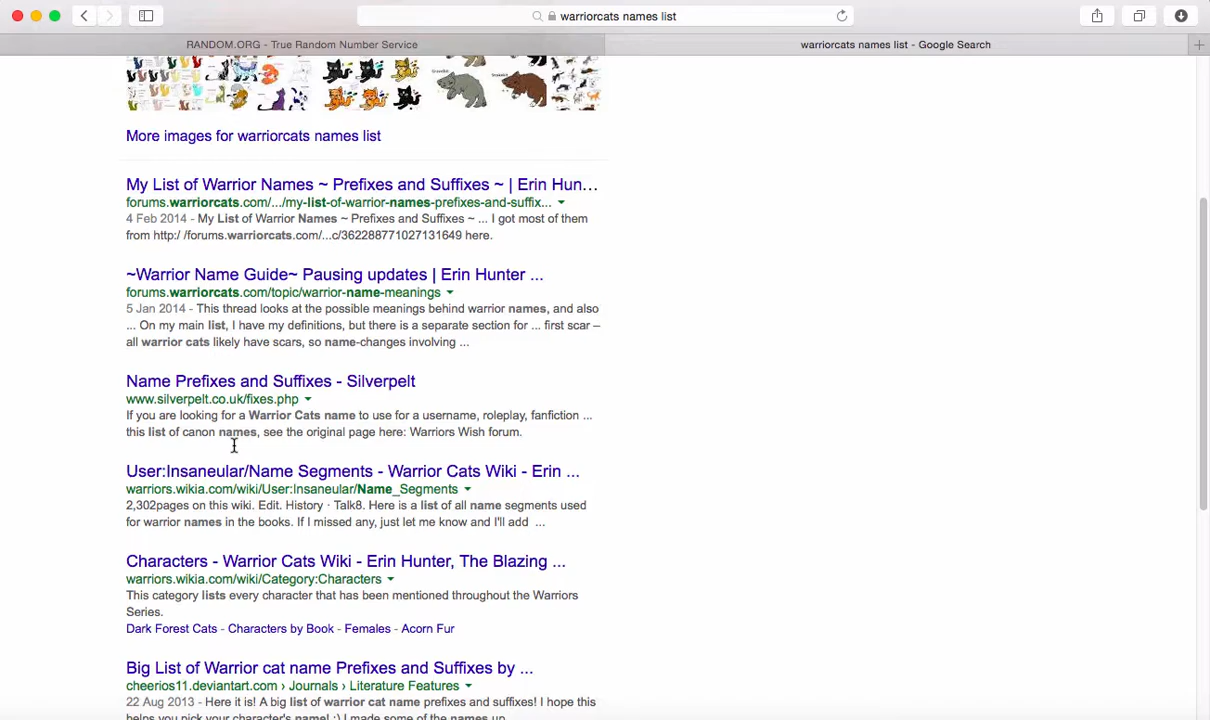 warriorcats names list
RANDOM.ORG - True Random Number Service
warriorcats names list - Google Search
More images for warriorcats names list
My List of Warrior Names ~ Prefixes and Suffixes ~ | Erin Hun...
forums.warriorcats.com/.../my-list-of-warrior-names-prefixes-and-suffix...
4 Feb 2014 - My List of Warrior Names ~ Prefixes and Suffixes ~ ... I got most of them
from http:/ /forums.warriorcats.com/...c/362288771027131649 here.
~Warrior Name Guide~ Pausing updates | Erin Hunter ...
forums.warriorcats.com/topic/warrior-name-meanings
5 Jan 2014 - This thread looks at the possible meanings behind warrior names, and also
... On my main list, I have my definitions, but there is a separate section for ... first scar –
all warrior cats likely have scars, so name-changes involving ...
Name Prefixes and Suffixes - Silverpelt
www.silverpelt.co.uk/fixes.php
If you are looking for a Warrior Cats name to use for a username, roleplay, fanfiction ...
this list of canon names, see the original page here: Warriors Wish forum.
User:Insaneular/Name Segments - Warrior Cats Wiki - Erin ...
warriors.wikia.com/wiki/User:Insaneular/Name_Segments
2,302pages on this wiki. Edit. History · Talk8. Here is a list of all name segments used
for warrior names in the books. If I missed any, just let me know and I'll add ...
Characters - Warrior Cats Wiki - Erin Hunter, The Blazing ...
warriors.wikia.com/wiki/Category:Characters
This category lists every character that has been mentioned throughout the Warriors
Series.
Dark Forest Cats - Characters by Book - Females - Acorn Fur
Big List of Warrior cat name Prefixes and Suffixes by ...
cheerios11.deviantart.com › Journals › Literature Features
22 Aug 2013 - Here it is! A big list of warrior cat name prefixes and suffixes! I hope this
helps you pick your character's name! :) I made some of the names up.